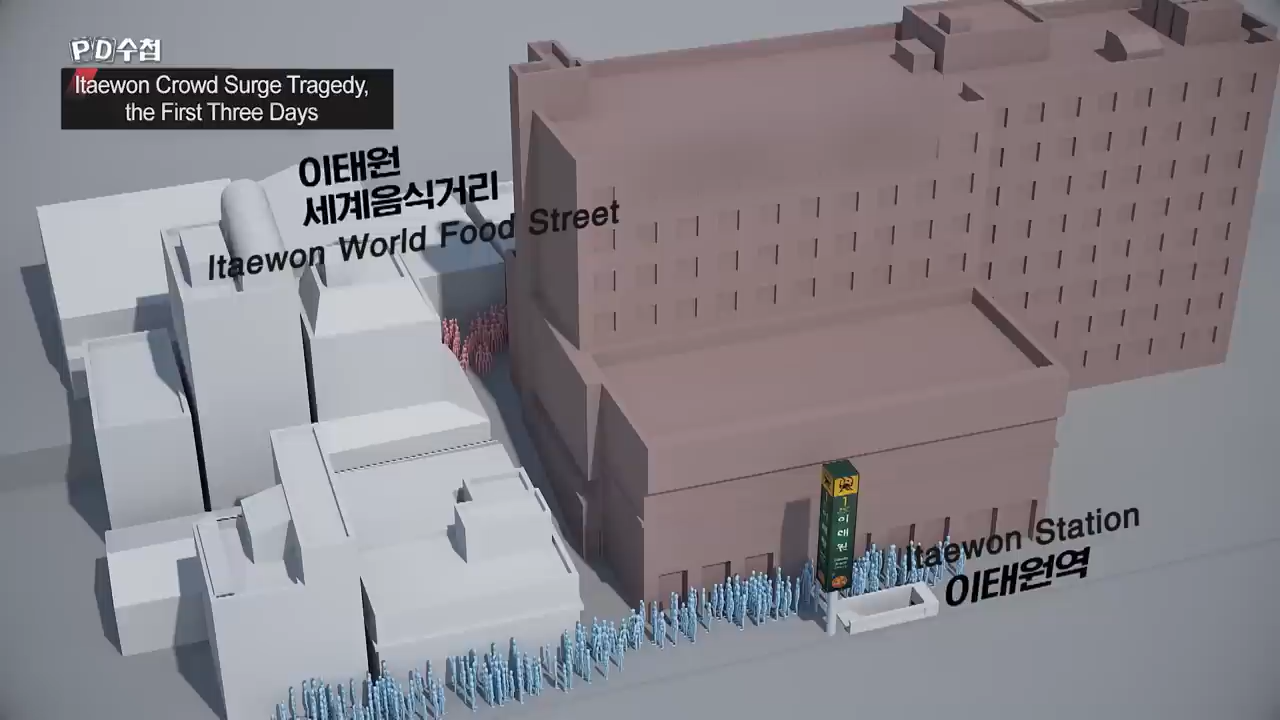 PD수첩
Itaewon Crowd Surge Tragedy,
the First Three Days
이태원
세계음식거리
Itaewon World Food Street
1
이태원
Itaewon Station
이태원역